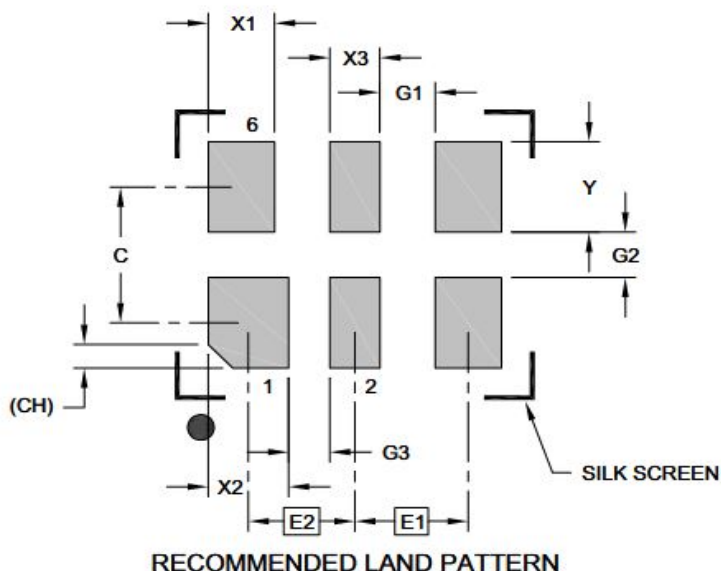 X1
X3
G1
6
Y
C
G2
(CH)
1
2
G3
X2
SILK SCREEN
E2
E1
RECOMMENDED LAND PATTERN